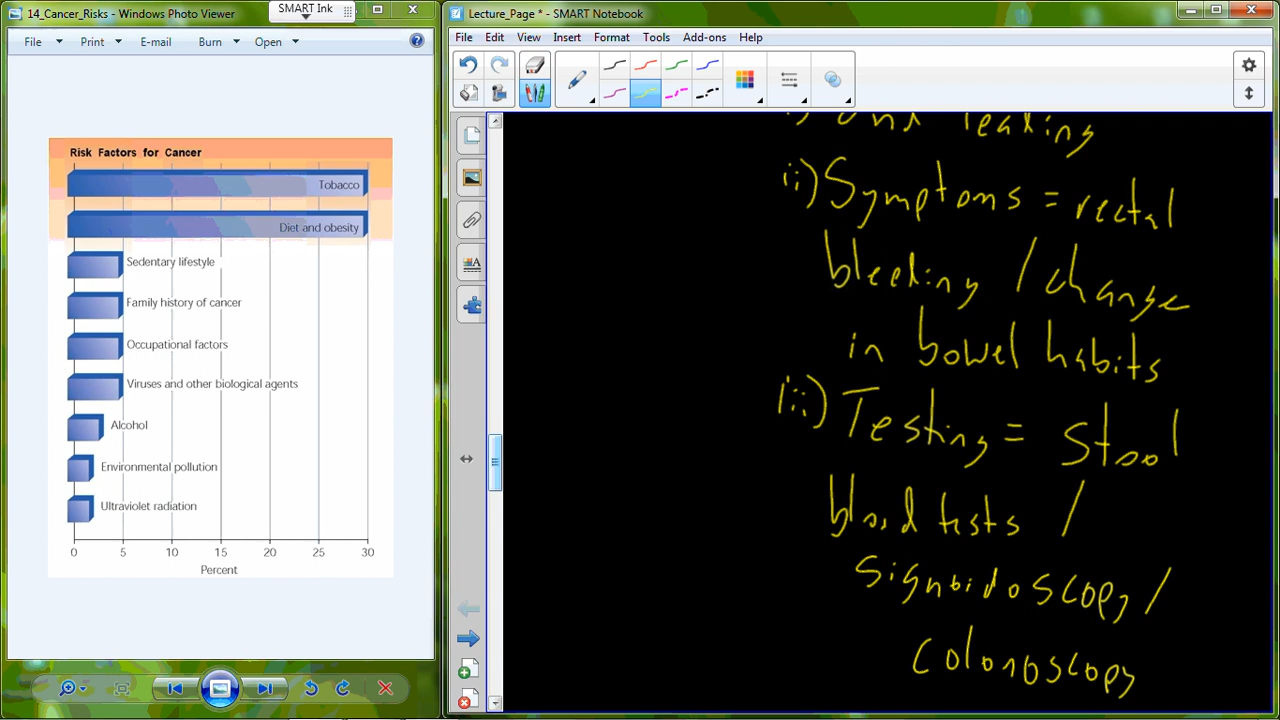 14_Cancer_Risks - Windows Photo Viewer
SMART Ink
File Print E-mail Burn Open
Risk Factors for Cancer
Tobacco
Diet and obesity
Sedentary lifestyle
Family history of cancer
Occupational factors
Viruses and other biological agents
Alcohol
Environmental pollution
Ultraviolet radiation
0 5 10 15 20 25 30
Percent
Lecture_Page * - SMART Notebook
File Edit View Insert Format Tools Add-ons Help
ii) Symptoms = rectal
bleeding / change
in bowel habits
iii) Testing = Stool
blood tests /
sigmoidoscopy /
colonoscopy